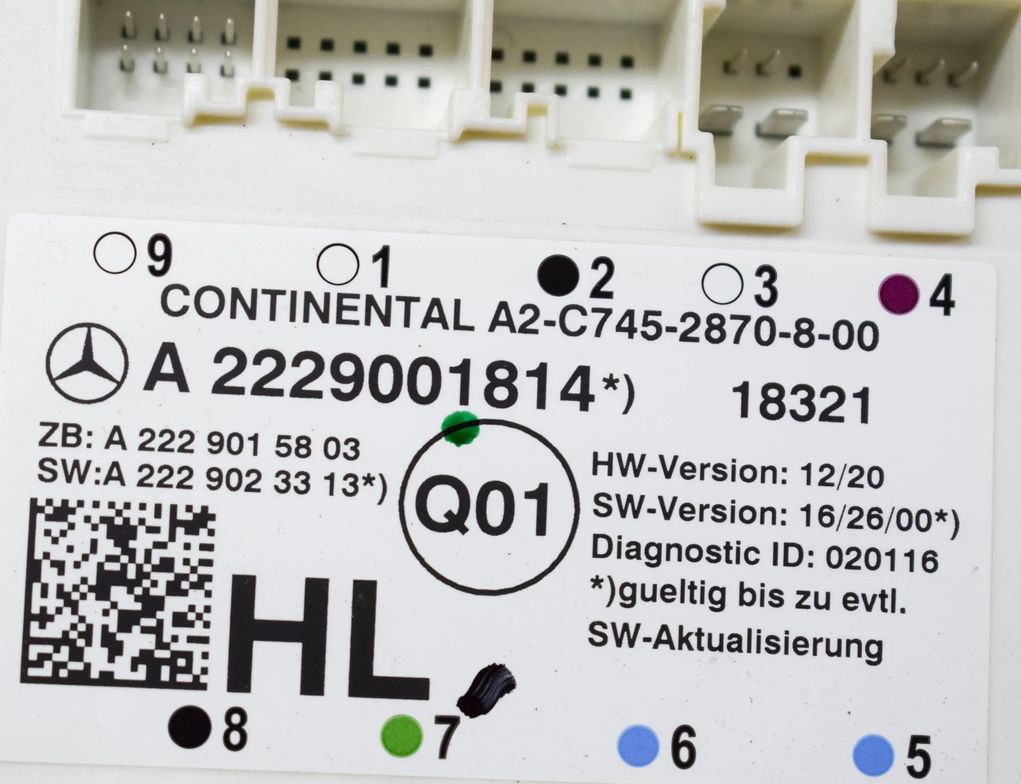 9 1 2 3 4
CONTINENTAL A2-C745-2870-8-00
A 2229001814*) 18321
ZB: A 222 901 58 03
SW:A 222 902 33 13*)
Q01
HW-Version: 12/20
SW-Version: 16/26/00*)
Diagnostic ID: 020116
*)gueltig bis zu evtl.
SW-Aktualisierung
HL
8 7 6 5